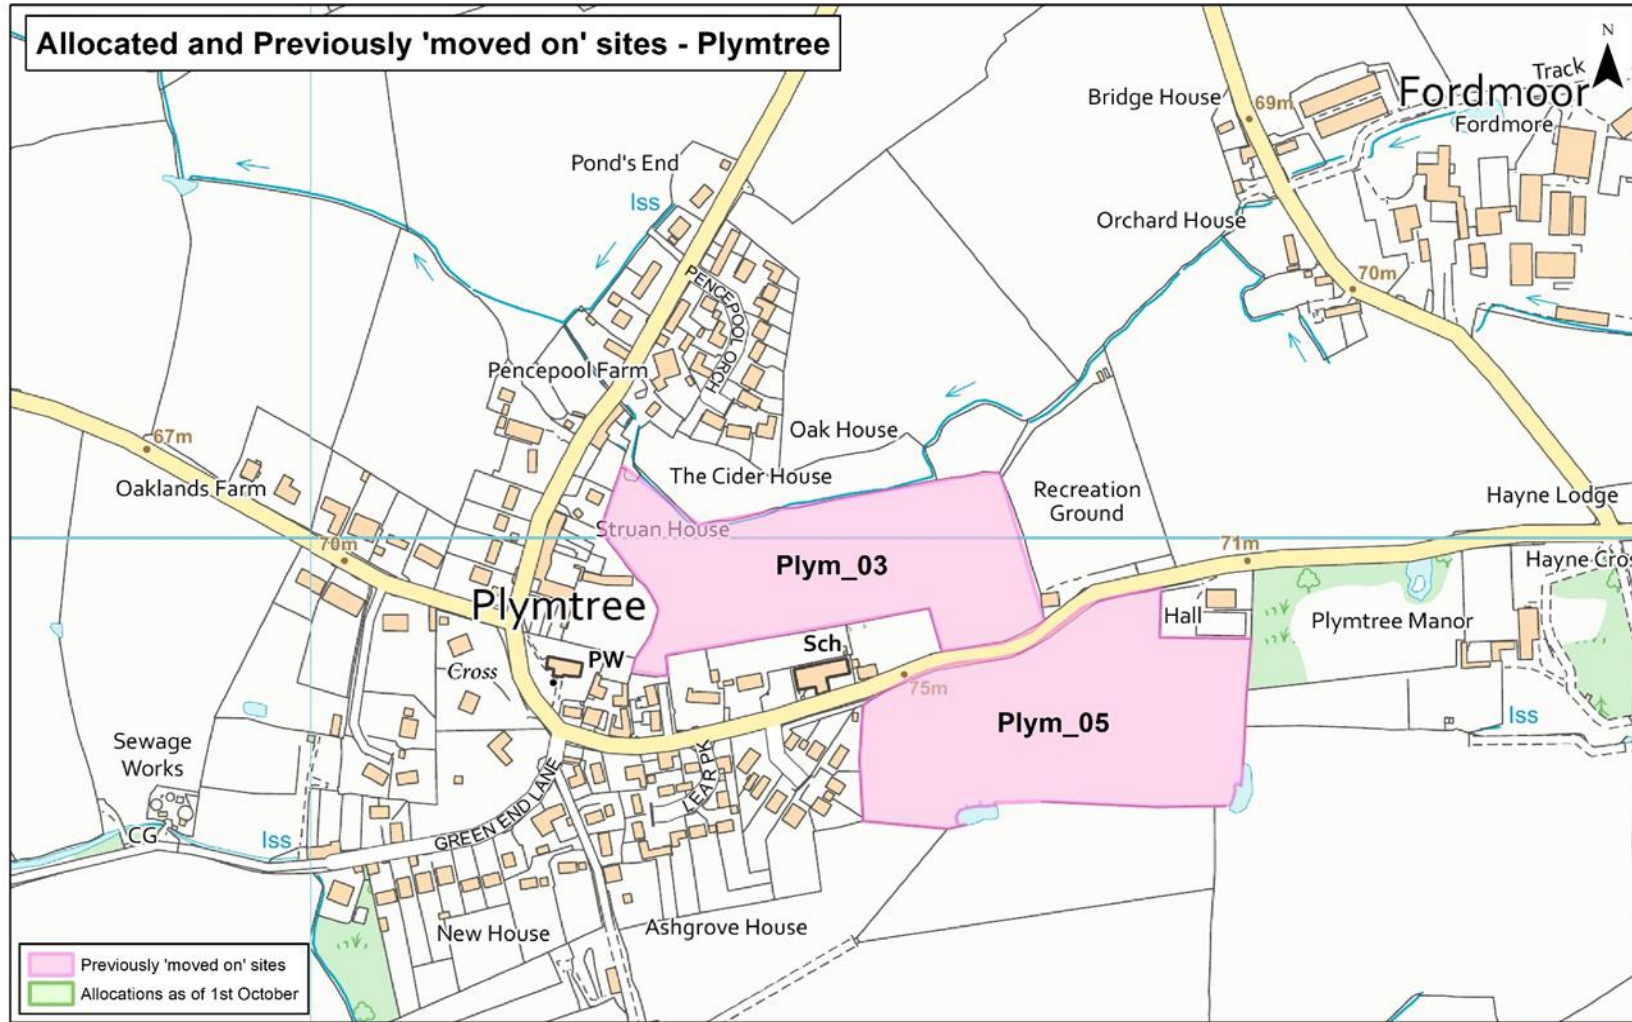 Allocated and Previously 'moved on' sites - Plymtree
N
Track
Fordmoor
Fordmore
Bridge House
69m
Pond's End
Iss
Orchard House
70m
PENCEPOOL ORCH
Pencepool Farm
67m
Oak House
Oaklands Farm
The Cider House
Recreation
Ground
Hayne Lodge
Struan House
70m
71m
Plym_03
Hayne Cros
Plymtree
Hall
Plymtree Manor
Sch
PW
Cross
75m
Plym_05
Iss
Sewage
Works
LEAR PK
GREEN END LANE
CG
Iss
New House
Ashgrove House
Previously 'moved on' sites
Allocations as of 1st October